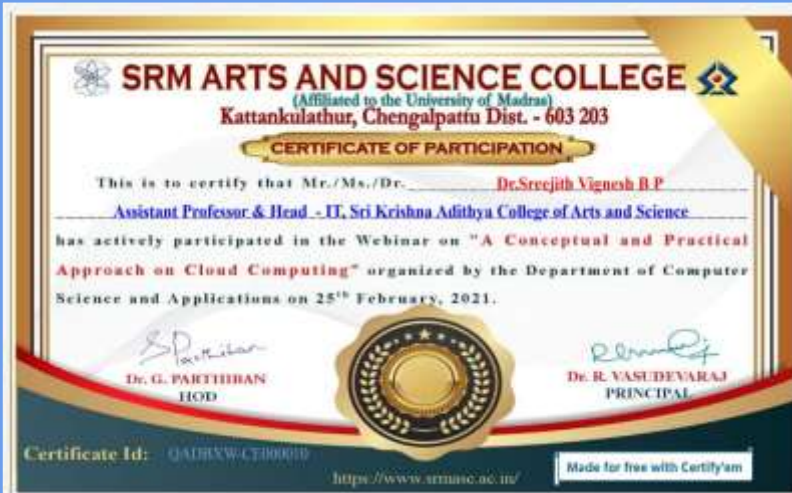 SRM ARTS AND SCIENCE COLLEGE
(Affiliated to the University of Madras)
Kattankulathur, Chengalpattu Dist. - 603 203
CERTIFICATE OF PARTICIPATION
This is to certify that Mr./Ms./Dr. Dr.Sreejith Vignesh B P
Assistant Professor & Head - IT, Sri Krishna Adithya College of Arts and Science
has actively participated in the Webinar on "A Conceptual and Practical
Approach on Cloud Computing" organized by the Department of Computer
Science and Applications on 25th February, 2021.
S Parthiban
Dr. G. PARTHIBAN
HOD
Dr. R. VASUDEVARAJ
PRINCIPAL
Certificate Id: QADBXW-CE000010
https://www.srmasc.ac.in/
Made for free with Certify'em